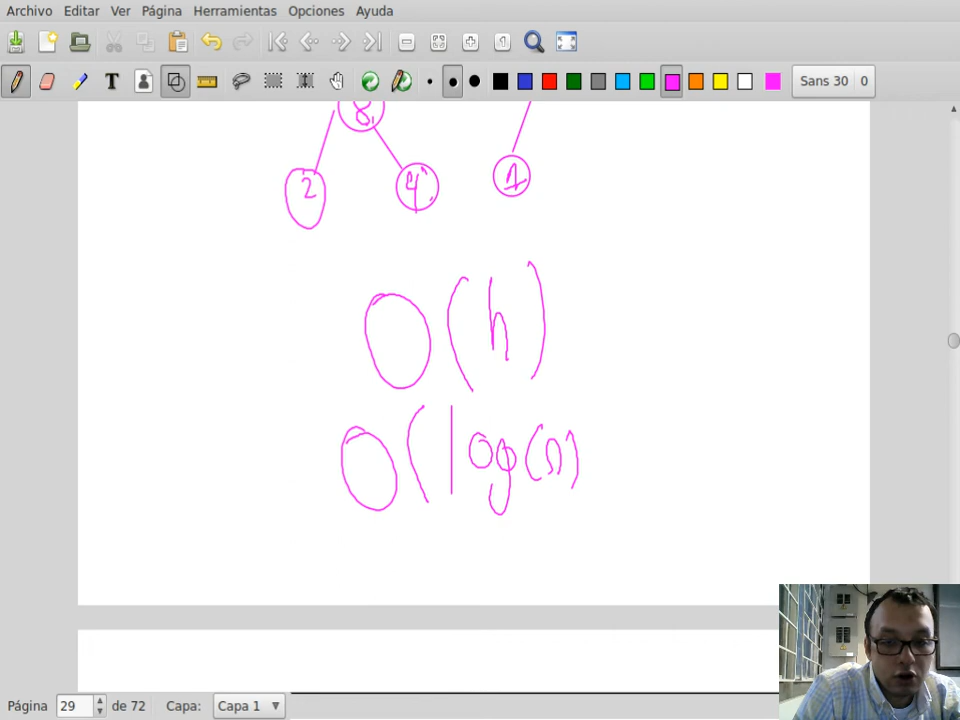 Archivo Editar Ver Página Herramientas Opciones Ayuda
T Sans 30 0
8
2 4 1
O(h)
O(log(n)
Página 29 de 72 Capa: Capa 1